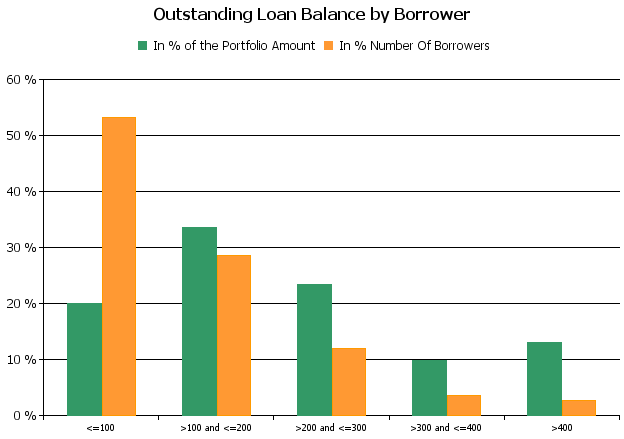 Outstanding Loan Balance by Borrower
In % of the Portfolio Amount In % Number Of Borrowers
60 %
50 %
40 %
30 %
20 %
10 %
0 %
<=100 >100 and <=200 >200 and <=300 >300 and <=400 >400